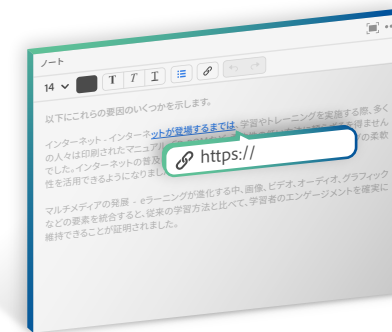 ノート
14
T T I
以下にこれらの要因のいくつかを示します。
インターネット - インターネットが登場するまでは、学習やトレーニングを実施する際、多く
の人々は印刷されたマニュアル
を得ません
でした。インターネットの普及
の柔軟
性を活用できるようになりまし
https://
マルチメディアの発展 - eラーニングが進化する中、画像、ビデオ、オーディオ、グラフィック
などの要素を統合すると、従来の学習方法と比べて、学習者のエンゲージメントを確実に
維持できることが証明されました。